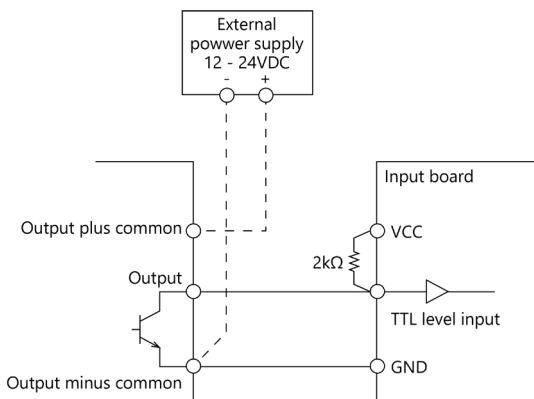 External
powwer supply
12 - 24VDC
- +
Input board
Output plus common
VCC
2kΩ
Output
TTL level input
GND
Output minus common